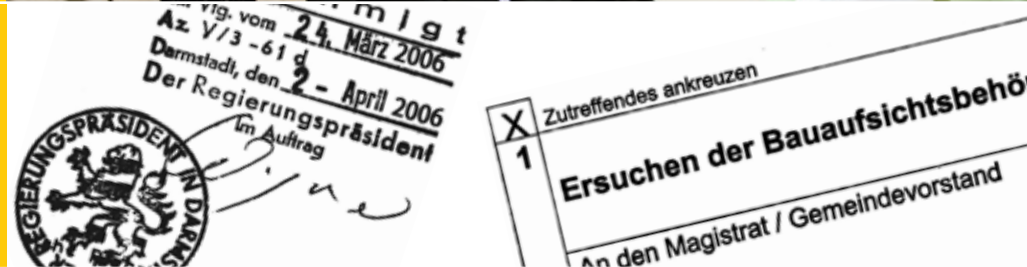 m i g t
Vfg. vom 24. März 2006
Az. V/3 - 61 d
Darmstadt, den 2 - April 2006
Der Regierungspräsident
Im Auftrag
REGIERUNGSPRÄSIDENT IN DARMS
X Zutreffendes ankreuzen
1 Ersuchen der Bauaufsichtsbehö
An den Magistrat / Gemeindevorstand